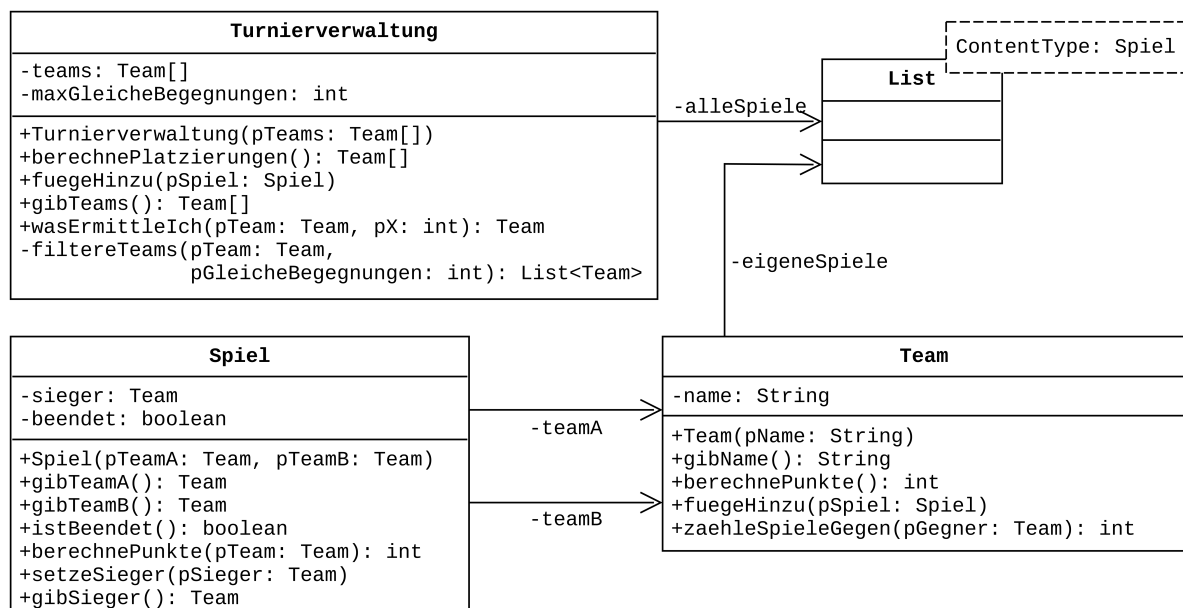 Turnierverwaltung
-teams: Team[]
-maxGleicheBegegnungen: int
+Turnierverwaltung(pTeams: Team[])
+berechnePlatzierungen(): Team[]
+fuegeHinzu(pSpiel: Spiel)
+gibTeams(): Team[]
+wasErmittleIch(pTeam: Team, pX: int): Team
-filtereTeams(pTeam: Team,
pGleicheBegegnungen: int): List<Team>
-alleSpiele
ContentType: Spiel
List
-eigeneSpiele
Spiel
-sieger: Team
-beendet: boolean
+Spiel(pTeamA: Team, pTeamB: Team)
+gibTeamA(): Team
+gibTeamB(): Team
+istBeendet(): boolean
+berechnePunkte(pTeam: Team): int
+setzeSieger(pSieger: Team)
+gibSieger(): Team
-teamA
-teamB
Team
-name: String
+Team(pName: String)
+gibName(): String
+berechnePunkte(): int
+fuegeHinzu(pSpiel: Spiel)
+zaehleSpieleGegen(pGegner: Team): int